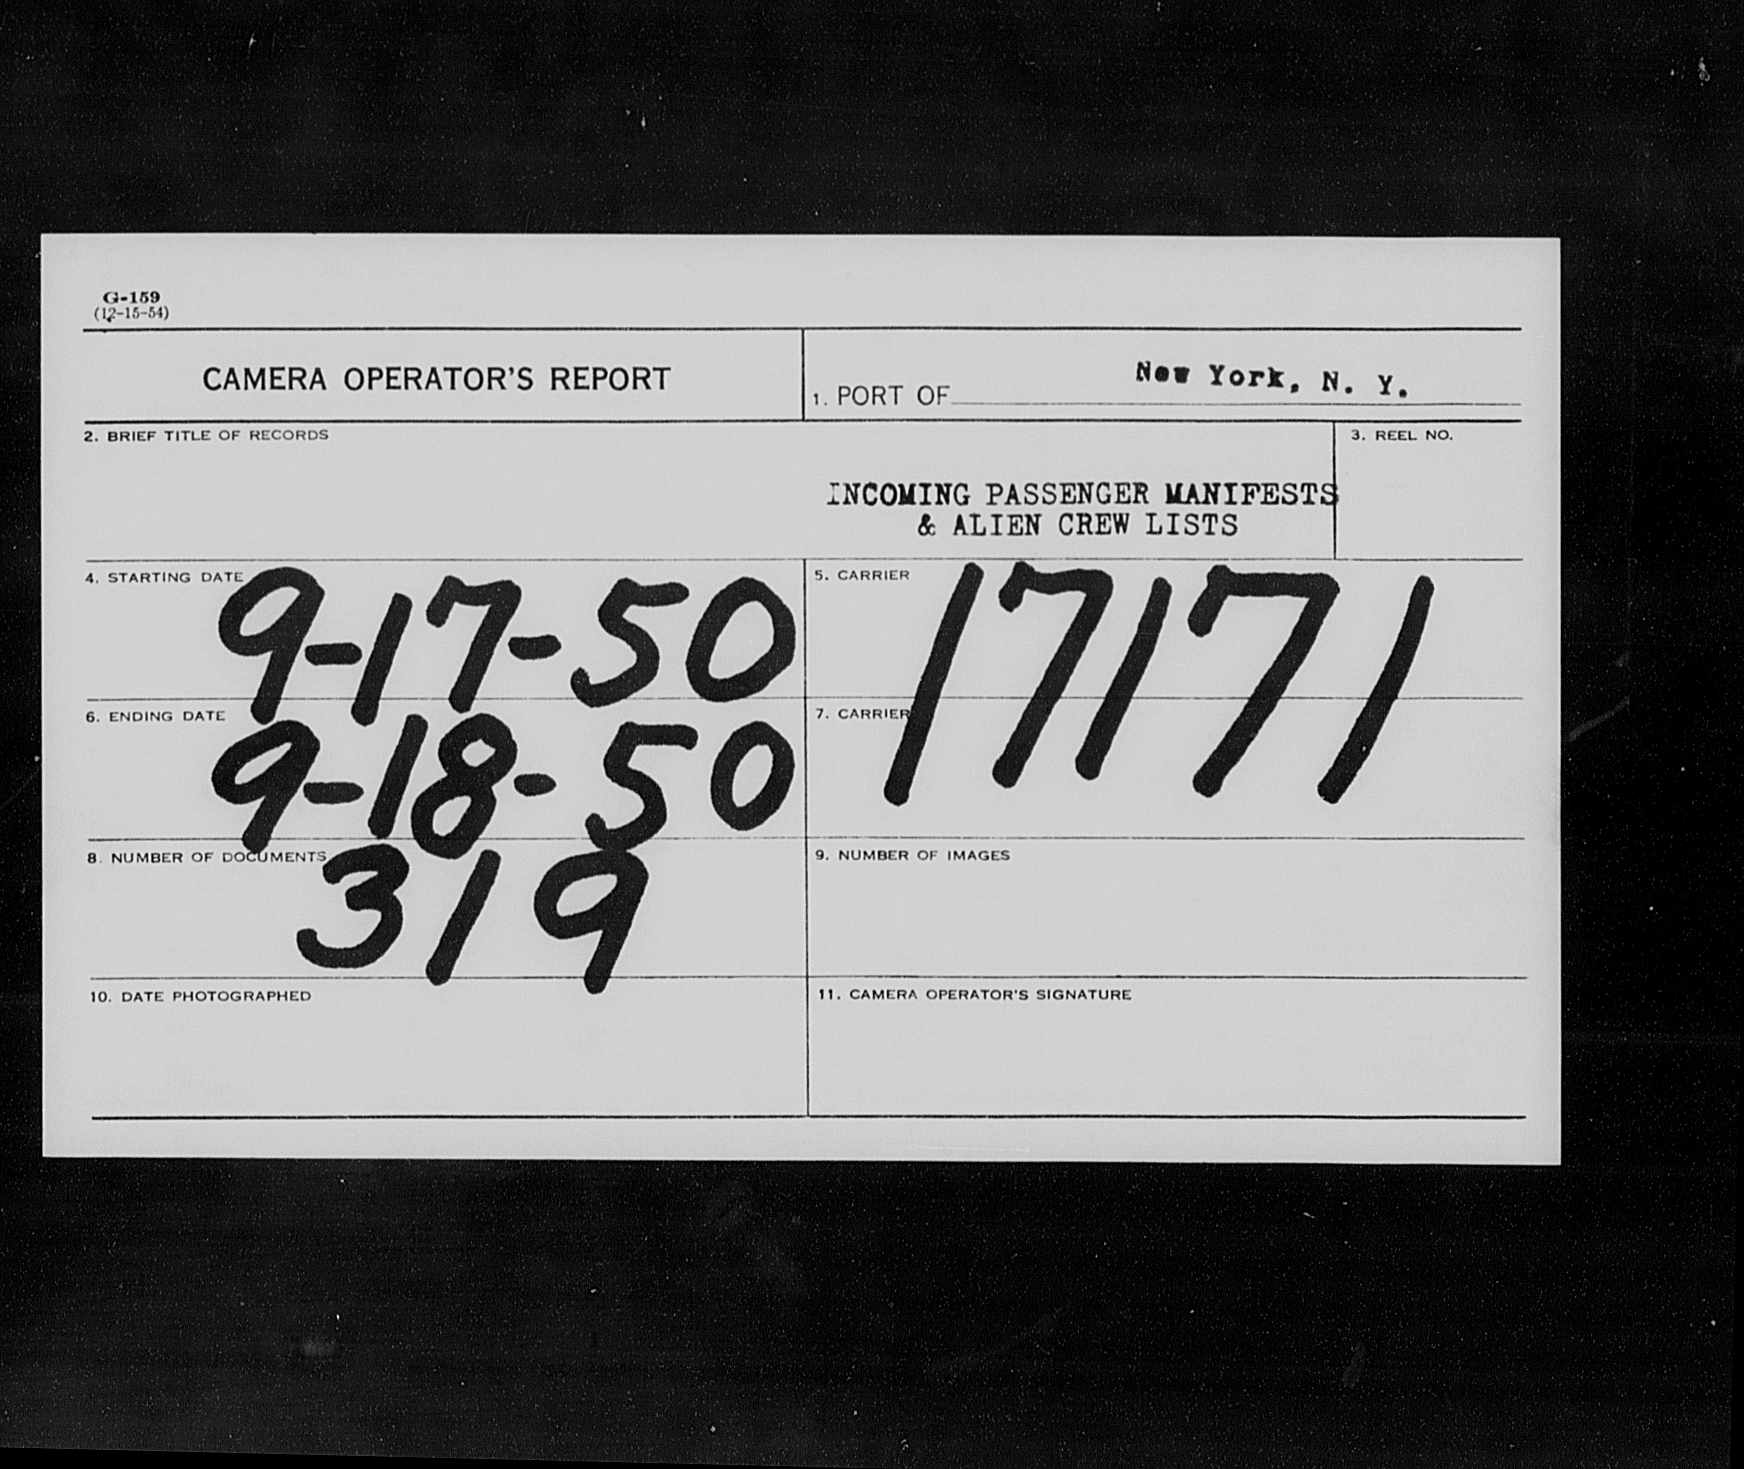 G-159
(12-15-54)
CAMERA OPERATOR'S REPORT
1. PORT OF New York, N. Y.
2. BRIEF TITLE OF RECORDS
INCOMING PASSENGER MANIFESTS
& ALIEN CREW LISTS
3. REEL NO.
4. STARTING DATE 9-17-50
5. CARRIER 17171
6. ENDING DATE 9-18-50
7. CARRIER
8. NUMBER OF DOCUMENTS 319
9. NUMBER OF IMAGES
10. DATE PHOTOGRAPHED
11. CAMERA OPERATOR'S SIGNATURE